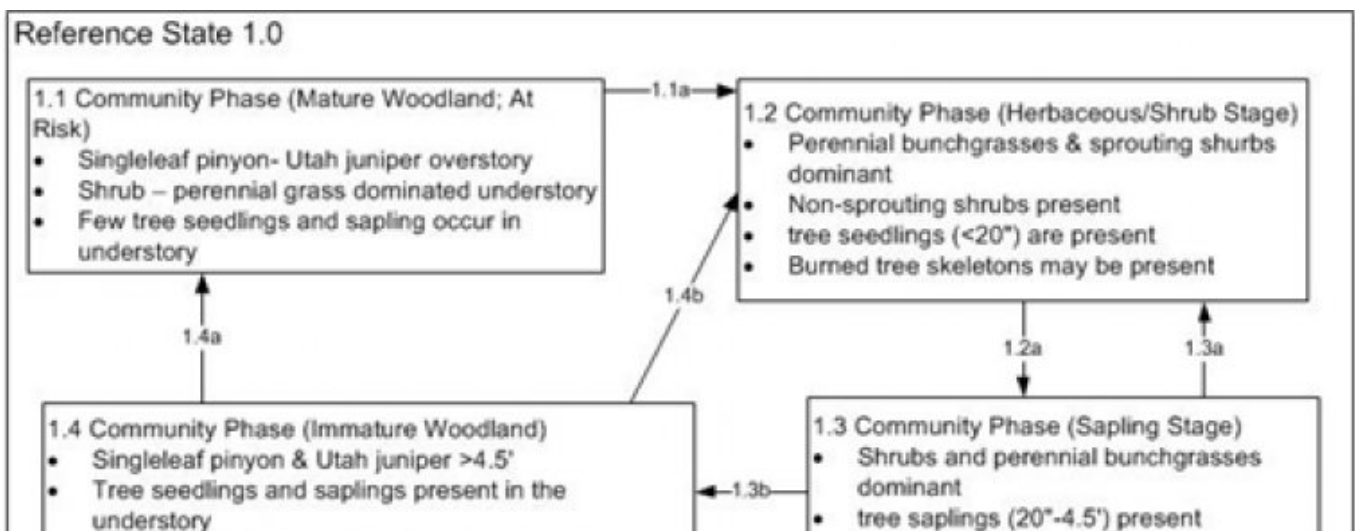 Reference State 1.0
1.1 Community Phase (Mature Woodland; At
Risk)
• Singleleaf pinyon- Utah juniper overstory
• Shrub – perennial grass dominated understory
• Few tree seedlings and sapling occur in
understory
1.1a
1.2 Community Phase (Herbaceous/Shrub Stage)
• Perennial bunchgrasses & sprouting shurbs
dominant
• Non-sprouting shrubs present
• tree seedlings (<20") are present
• Burned tree skeletons may be present
1.4a
1.4b
1.2a
1.3a
1.4 Community Phase (Immature Woodland)
• Singleleaf pinyon & Utah juniper >4.5'
• Tree seedlings and saplings present in the
understory
1.3b
1.3 Community Phase (Sapling Stage)
• Shrubs and perennial bunchgrasses
dominant
• tree saplings (20"-4.5') present